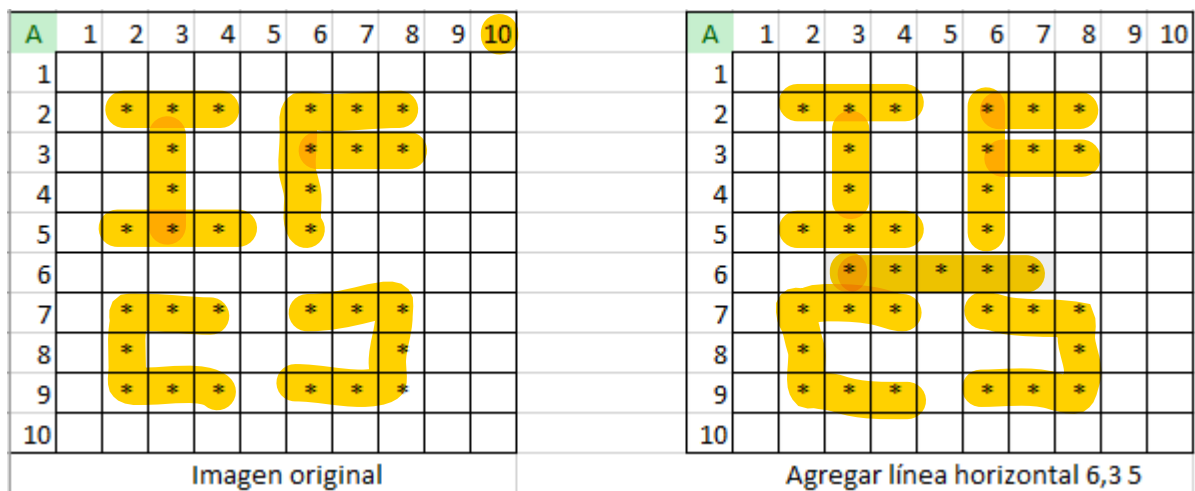 A 1 2 3 4 5 6 7 8 9 10 A 1 2 3 4 5 6 7 8 9 10
1 1
2 * * * * * * 2 * * * * * *
3 * * * * 3 * * * *
4 * * 4 * *
5 * * * * 5 * * * *
6 6 * * * * *
7 * * * * * * 7 * * * * * *
8 * * 8 * *
9 * * * * * * 9 * * * * * *
10 10
Imagen original Agregar línea horizontal 6,3 5